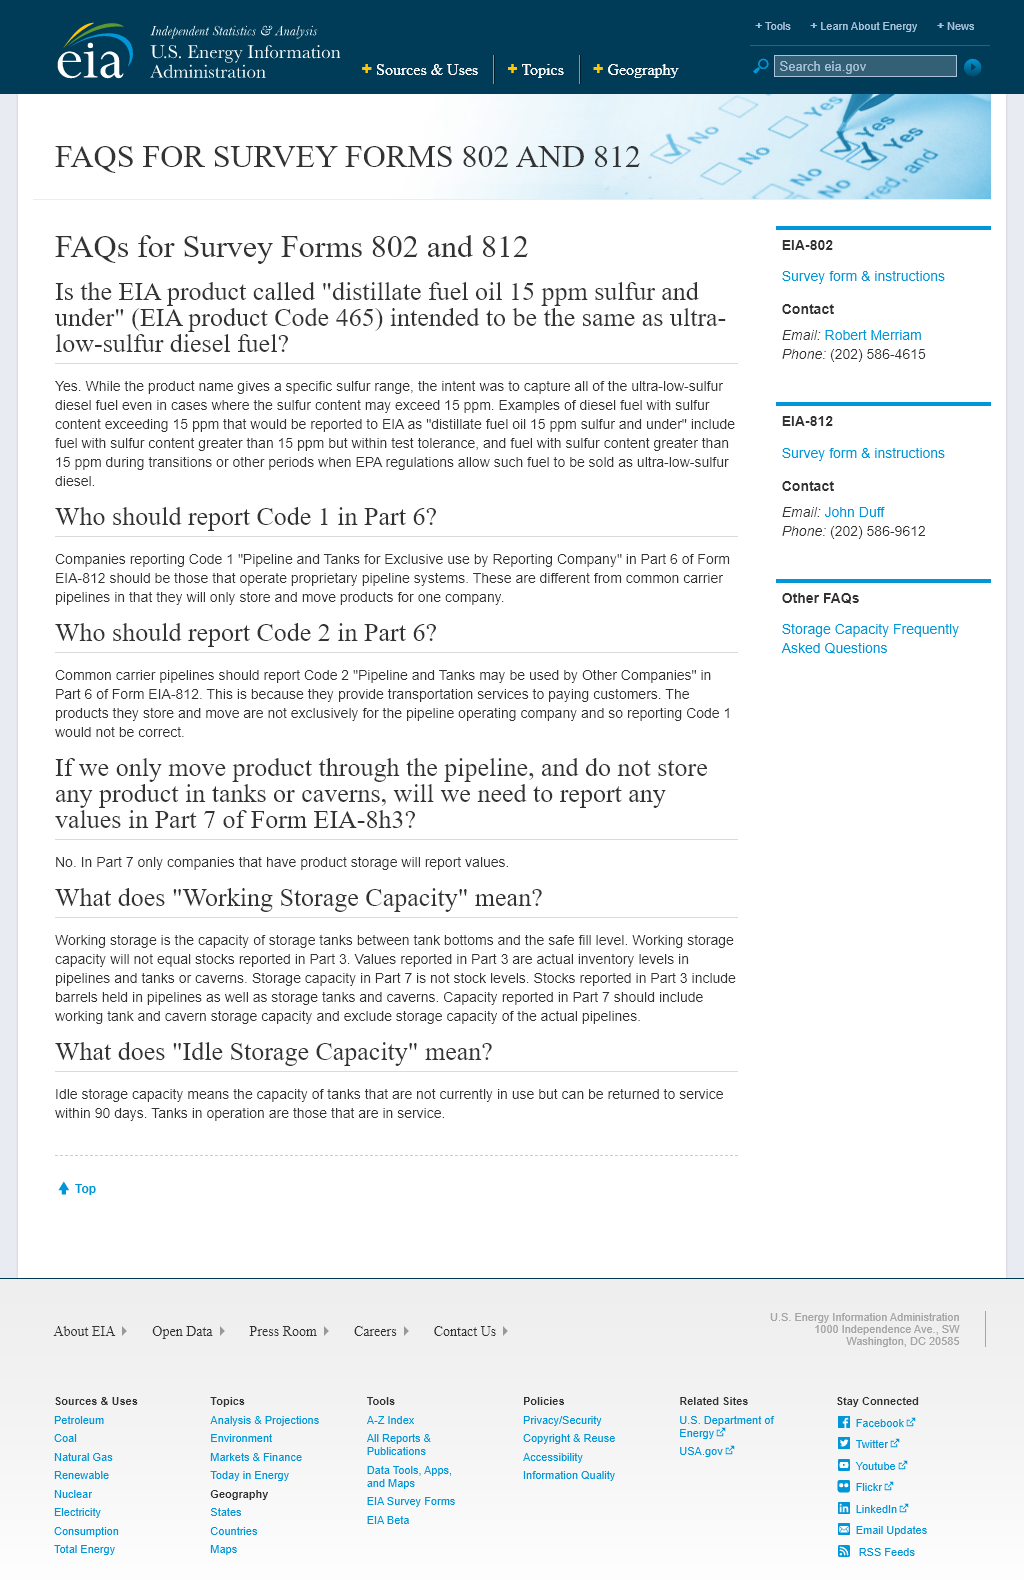 Independent Statistics & Analysis
U.S. Energy Information
Administration
eia
+ Sources & Uses
+ Topics
+ Geography
+ Tools
+ Learn About Energy
+ News
Search eia.gov
FAQS FOR SURVEY FORMS 802 AND 812
No
Yes
No
Yes
Yes
No
No
FAQs for Survey Forms 802 and 812
Is the EIA product called "distillate fuel oil 15 ppm sulfur and
under" (EIA product Code 465) intended to be the same as ultra-
low-sulfur diesel fuel?
Yes. While the product name gives a specific sulfur range, the intent was to capture all of the ultra-low-sulfur
diesel fuel even in cases where the sulfur content may exceed 15 ppm. Examples of diesel fuel with sulfur
content exceeding 15 ppm that would be reported to EIA as "distillate fuel oil 15 ppm sulfur and under" include
fuel with sulfur content greater than 15 ppm but within test tolerance, and fuel with sulfur content greater than
15 ppm during transitions or other periods when EPA regulations allow such fuel to be sold as ultra-low-sulfur
diesel.
Who should report Code 1 in Part 6?
Companies reporting Code 1 "Pipeline and Tanks for Exclusive use by Reporting Company" in Part 6 of Form
EIA-812 should be those that operate proprietary pipeline systems. These are different from common carrier
pipelines in that they will only store and move products for one company.
Who should report Code 2 in Part 6?
Common carrier pipelines should report Code 2 "Pipeline and Tanks may be used by Other Companies" in
Part 6 of Form EIA-812. This is because they provide transportation services to paying customers. The
products they store and move are not exclusively for the pipeline operating company and so reporting Code 1
would not be correct.
If we only move product through the pipeline, and do not store
any product in tanks or caverns, will we need to report any
values in Part 7 of Form EIA-8h3?
No. In Part 7 only companies that have product storage will report values.
What does "Working Storage Capacity" mean?
Working storage is the capacity of storage tanks between tank bottoms and the safe fill level. Working storage
capacity will not equal stocks reported in Part 3. Values reported in Part 3 are actual inventory levels in
pipelines and tanks or caverns. Storage capacity in Part 7 is not stock levels. Stocks reported in Part 3 include
barrels held in pipelines as well as storage tanks and caverns. Capacity reported in Part 7 should include
working tank and cavern storage capacity and exclude storage capacity of the actual pipelines.
What does "Idle Storage Capacity" mean?
Idle storage capacity means the capacity of tanks that are not currently in use but can be returned to service
within 90 days. Tanks in operation are those that are in service.
Top
EIA-802
Survey form & instructions
Contact
Email: Robert Merriam
Phone: (202) 586-4615
EIA-812
Survey form & instructions
Contact
Email: John Duff
Phone: (202) 586-9612
Other FAQs
Storage Capacity Frequently
Asked Questions
About EIA
Open Data
Press Room
Careers
Contact Us
U.S. Energy Information Administration
1000 Independence Ave., SW
Washington, DC 20585
Sources & Uses
Petroleum
Coal
Natural Gas
Renewable
Nuclear
Electricity
Consumption
Total Energy
Topics
Analysis & Projections
Environment
Markets & Finance
Today in Energy
Geography
States
Countries
Maps
Tools
A-Z Index
All Reports &
Publications
Data Tools, Apps,
and Maps
EIA Survey Forms
EIA Beta
Policies
Privacy/Security
Copyright & Reuse
Accessibility
Information Quality
Related Sites
U.S. Department of
Energy
USA.gov
Stay Connected
Facebook
Twitter
Youtube
Flickr
LinkedIn
Email Updates
RSS Feeds